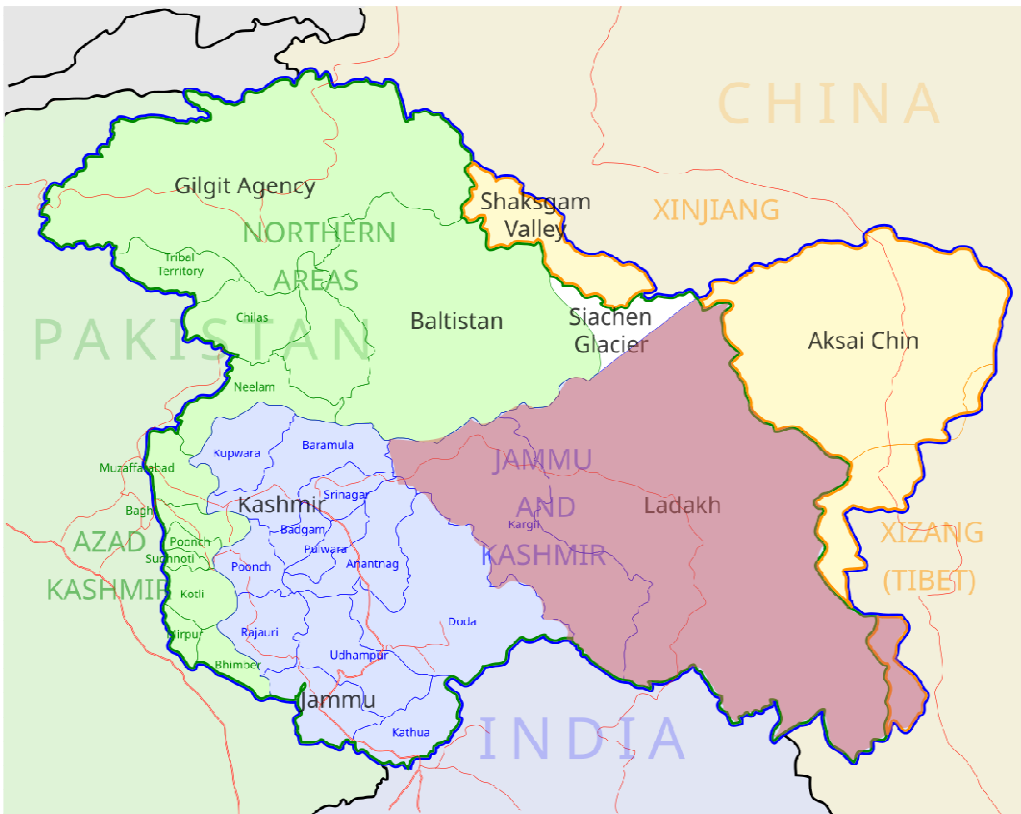 CHINA
Gilgit Agency
Shaksgam
Valley
XINJIANG
NORTHERN
AREAS
Tribel
Territory
PAKISTAN
Chilas
Baltistan
Siachen
Glacier
Aksai Chin
Neelam
Kupwara
Baramula
Muzaffarabad
JAMMU
AND
KASHMIR
Kargil
Ladakh
Kashmir
Srinagar
Bagh
Badgam
Pulwara
Anantnag
AZAD
KASHMIR
Poonch
Sudhnoti
Poonch
Kotli
XIZANG
(TIBET)
Mirpur
Rajauri
Doda
Bhimber
Udhampur
Jammu
Kathua
INDIA